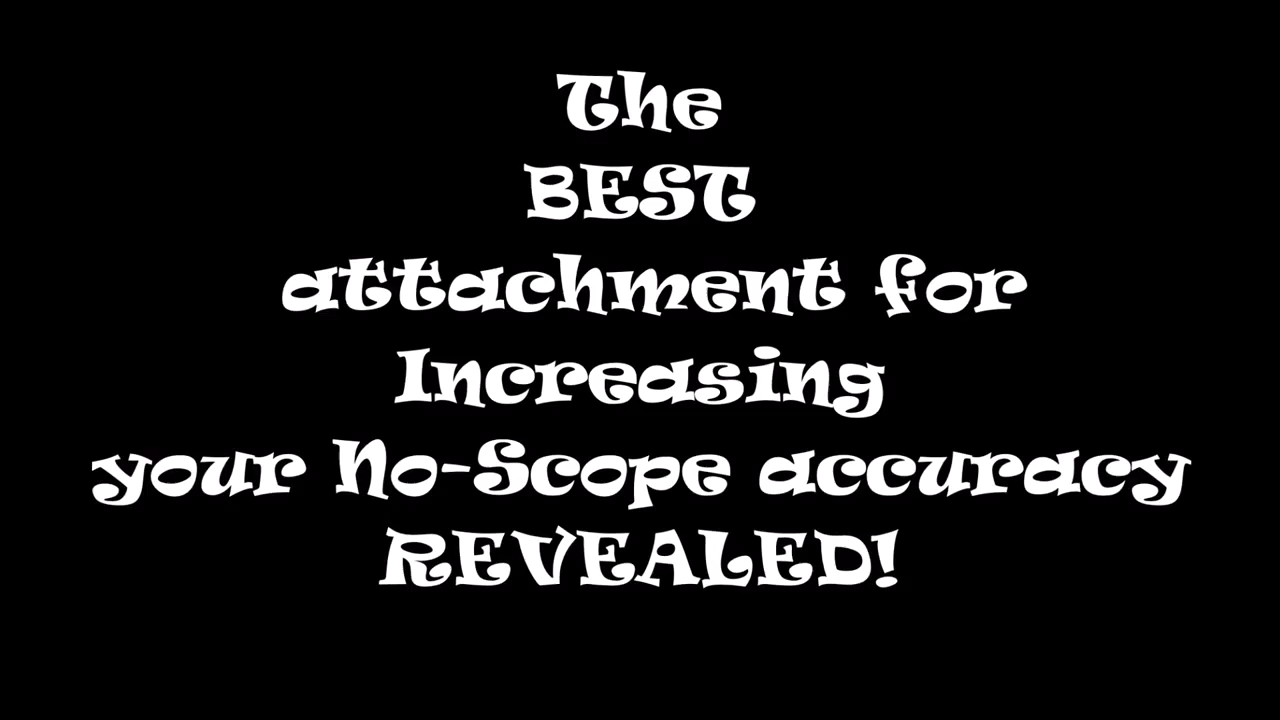 The
BEST
attachment for
Increasing
your No-Scope accuracy
REVEALED!